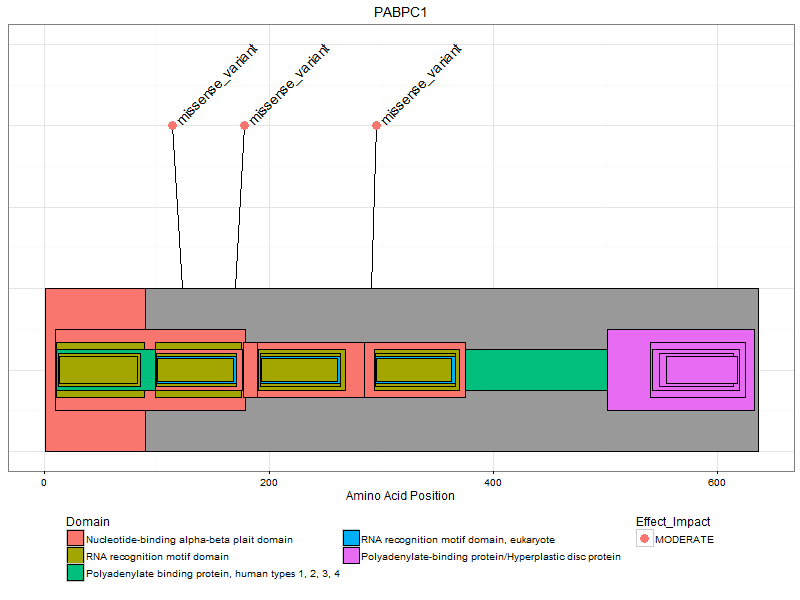 PABPC1
missense_variant
missense_variant
missense_variant
0
200
400
600
Amino Acid Position
Domain
Nucleotide-binding alpha-beta plait domain
RNA recognition motif domain
Polyadenylate binding protein, human types 1, 2, 3, 4
RNA recognition motif domain, eukaryote
Polyadenylate-binding protein/Hyperplastic disc protein
Effect_Impact
MODERATE